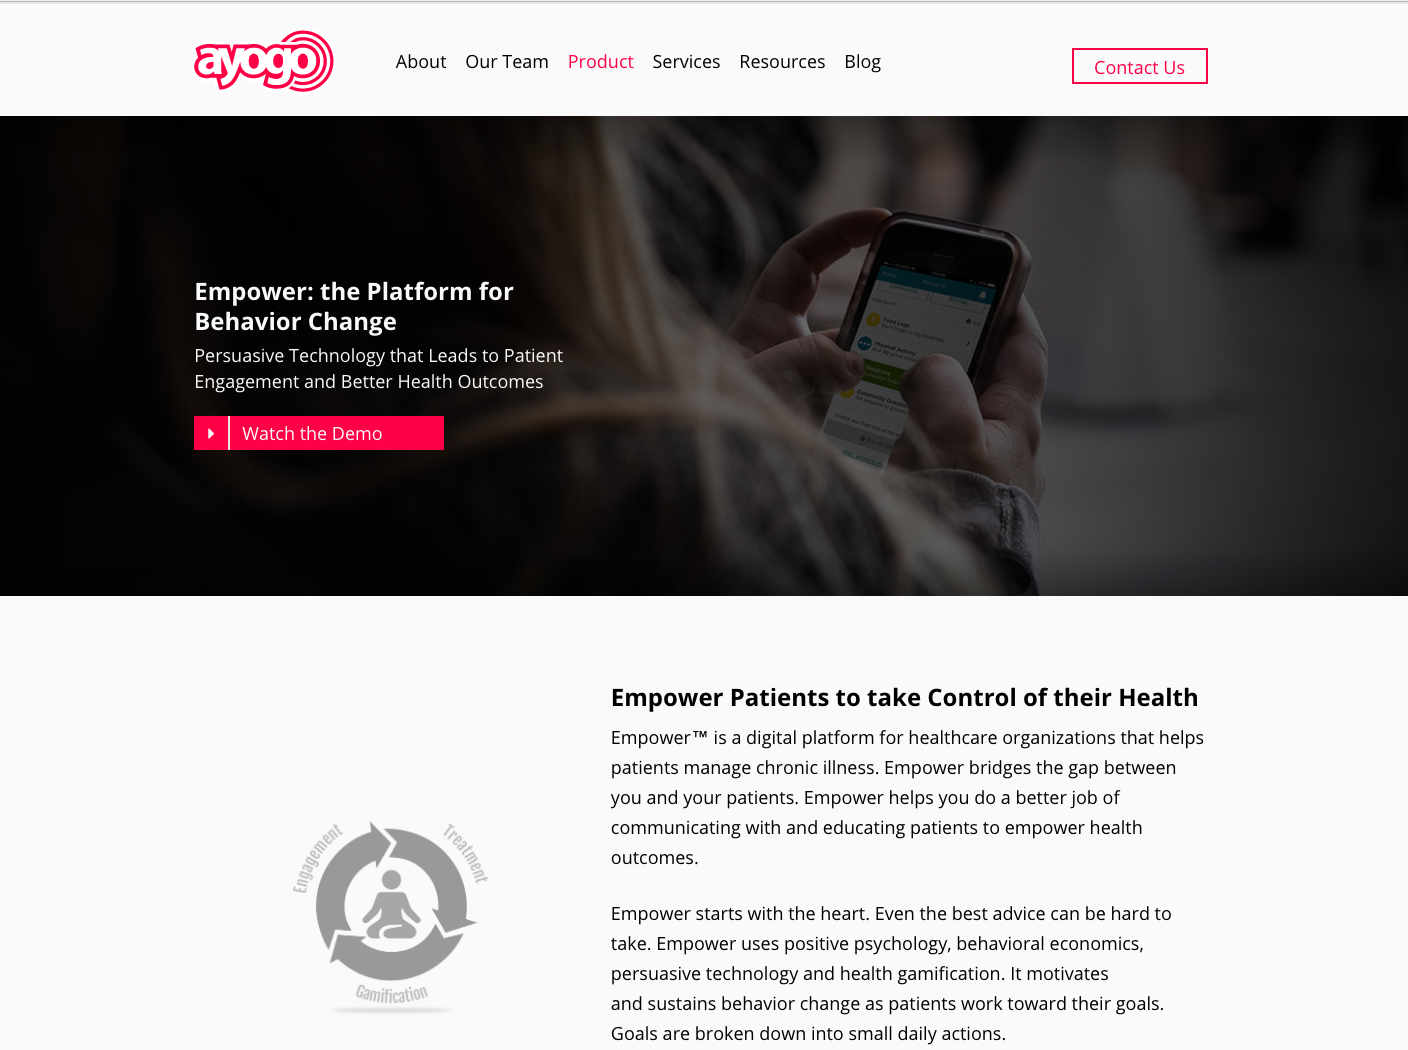 ayogo
About Our Team Product Services Resources Blog
Contact Us
Empower: the Platform for
Behavior Change
Persuasive Technology that Leads to Patient
Engagement and Better Health Outcomes
Watch the Demo
Engagement
Treatment
Gamification
Empower Patients to take Control of their Health
Empower™ is a digital platform for healthcare organizations that helps
patients manage chronic illness. Empower bridges the gap between
you and your patients. Empower helps you do a better job of
communicating with and educating patients to empower health
outcomes.
Empower starts with the heart. Even the best advice can be hard to
take. Empower uses positive psychology, behavioral economics,
persuasive technology and health gamification. It motivates
and sustains behavior change as patients work toward their goals.
Goals are broken down into small daily actions.